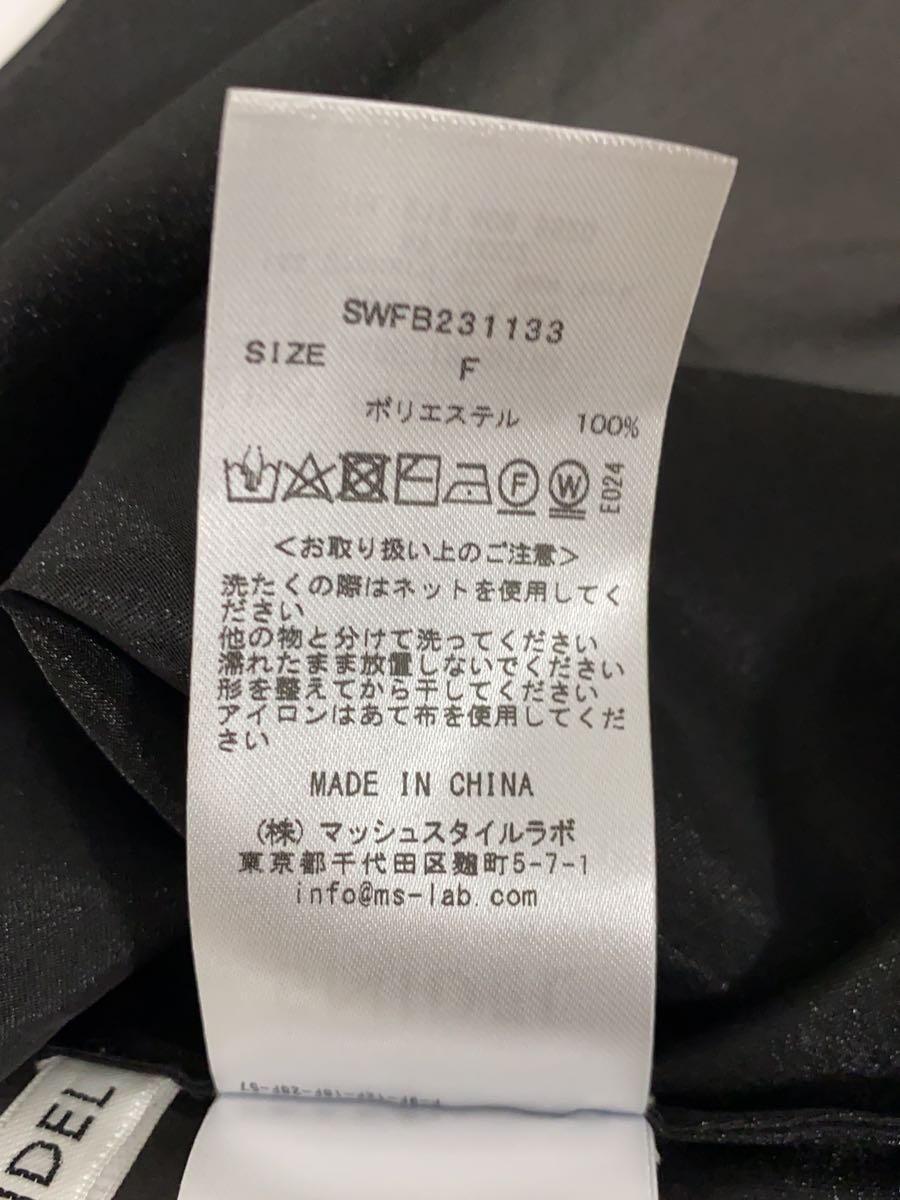 SWFB231133
SIZE F
ポリエステル 100%
F W E024
＜お取り扱い上のご注意＞
洗たくの際はネットを使用してく
ださい
他の物と分けて洗ってください
濡れたまま放置しないでください
形を整えてから干してください
アイロンはあて布を使用してくだ
さい
MADE IN CHINA
(株) マッシュスタイルラボ
東京都千代田区麹町5-7-1
info@ms-lab.com
IDEL